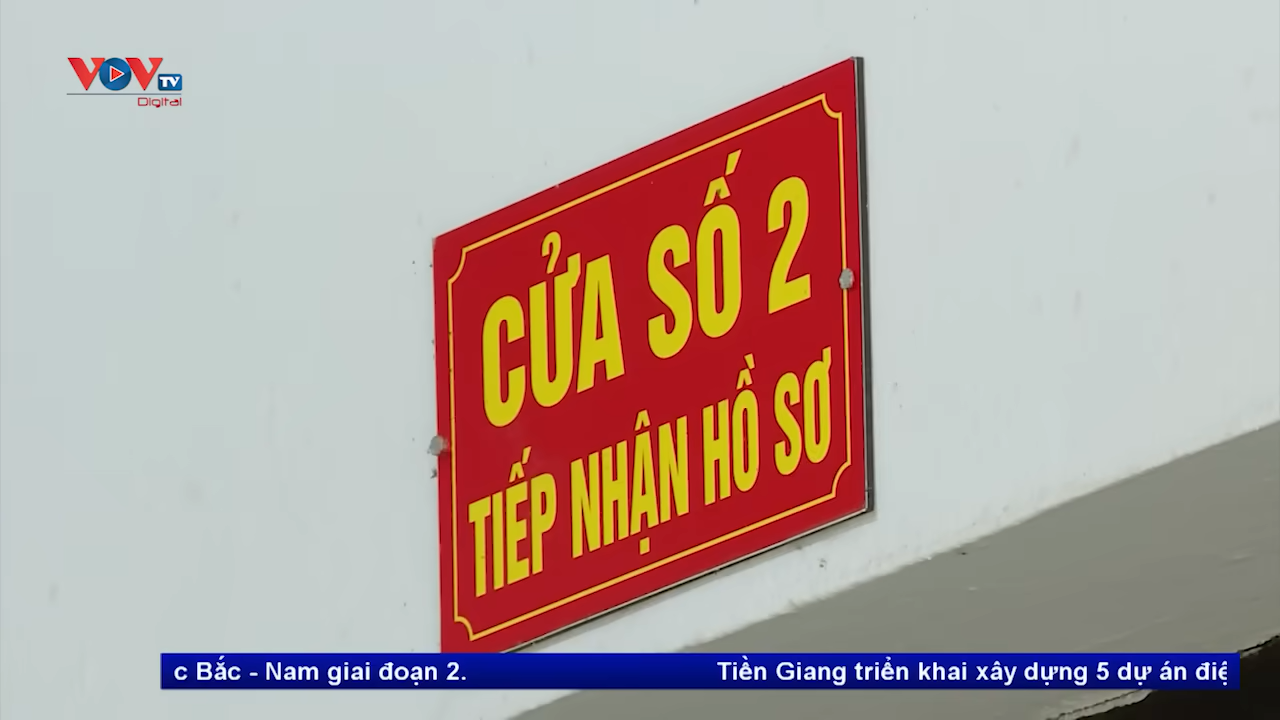 VOV TV
Digital
CỬA SỐ 2
TIẾP NHẬN HỒ SƠ
c Bắc - Nam giai đoạn 2. Tiền Giang triển khai xây dựng 5 dự án điệ